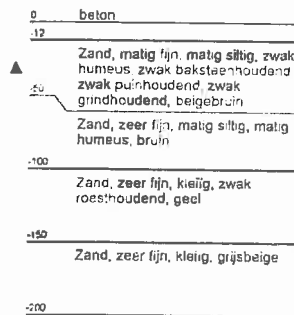 0 beton
-12
Zand, matig fijn, matig siltig, zwak
humeus, zwak baksteenhoudend
zwak puinhoudend, zwak
-50
grindhoudend, beigebruin
Zand, zeer fijn, matig siltig, matig
humeus, bruin
-100
Zand, zeer fijn, kleiig, zwak
roesthoudend, geel
-150
Zand, zeer fijn, kleiig, grijsbeige
-200